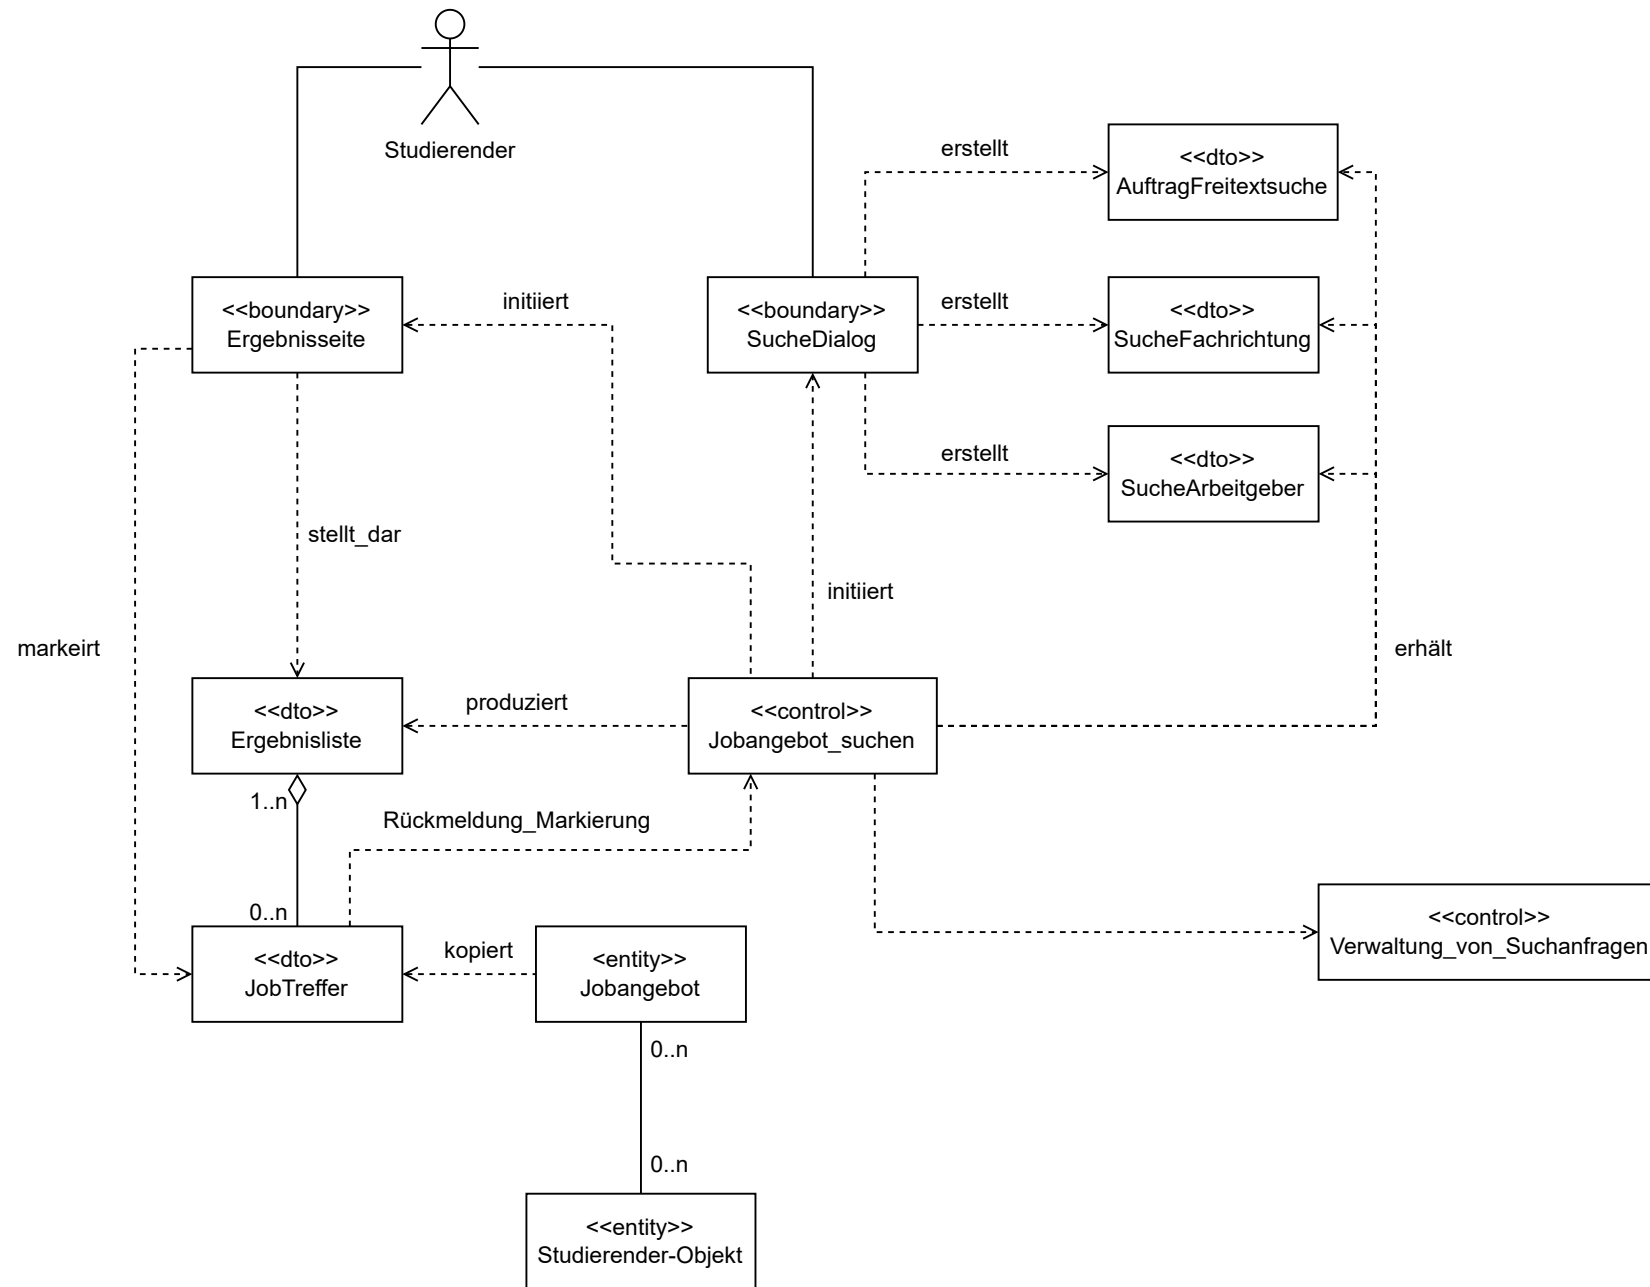 Studierender
erstellt
<<dto>>
AuftragFreitextsuche
<<boundary>>
Ergebnisseite
initiiert
<<boundary>>
SucheDialog
erstellt
<<dto>>
SucheFachrichtung
erstellt
<<dto>>
SucheArbeitgeber
stellt_dar
initiiert
markeirt
erhält
<<dto>>
Ergebnisliste
produziert
<<control>>
Jobangebot_suchen
1..n
Rückmeldung_Markierung
0..n
<<dto>>
JobTreffer
kopiert
<entity>>
Jobangebot
<<control>>
Verwaltung_von_Suchanfragen
0..n
0..n
<<entity>>
Studierender-Objekt